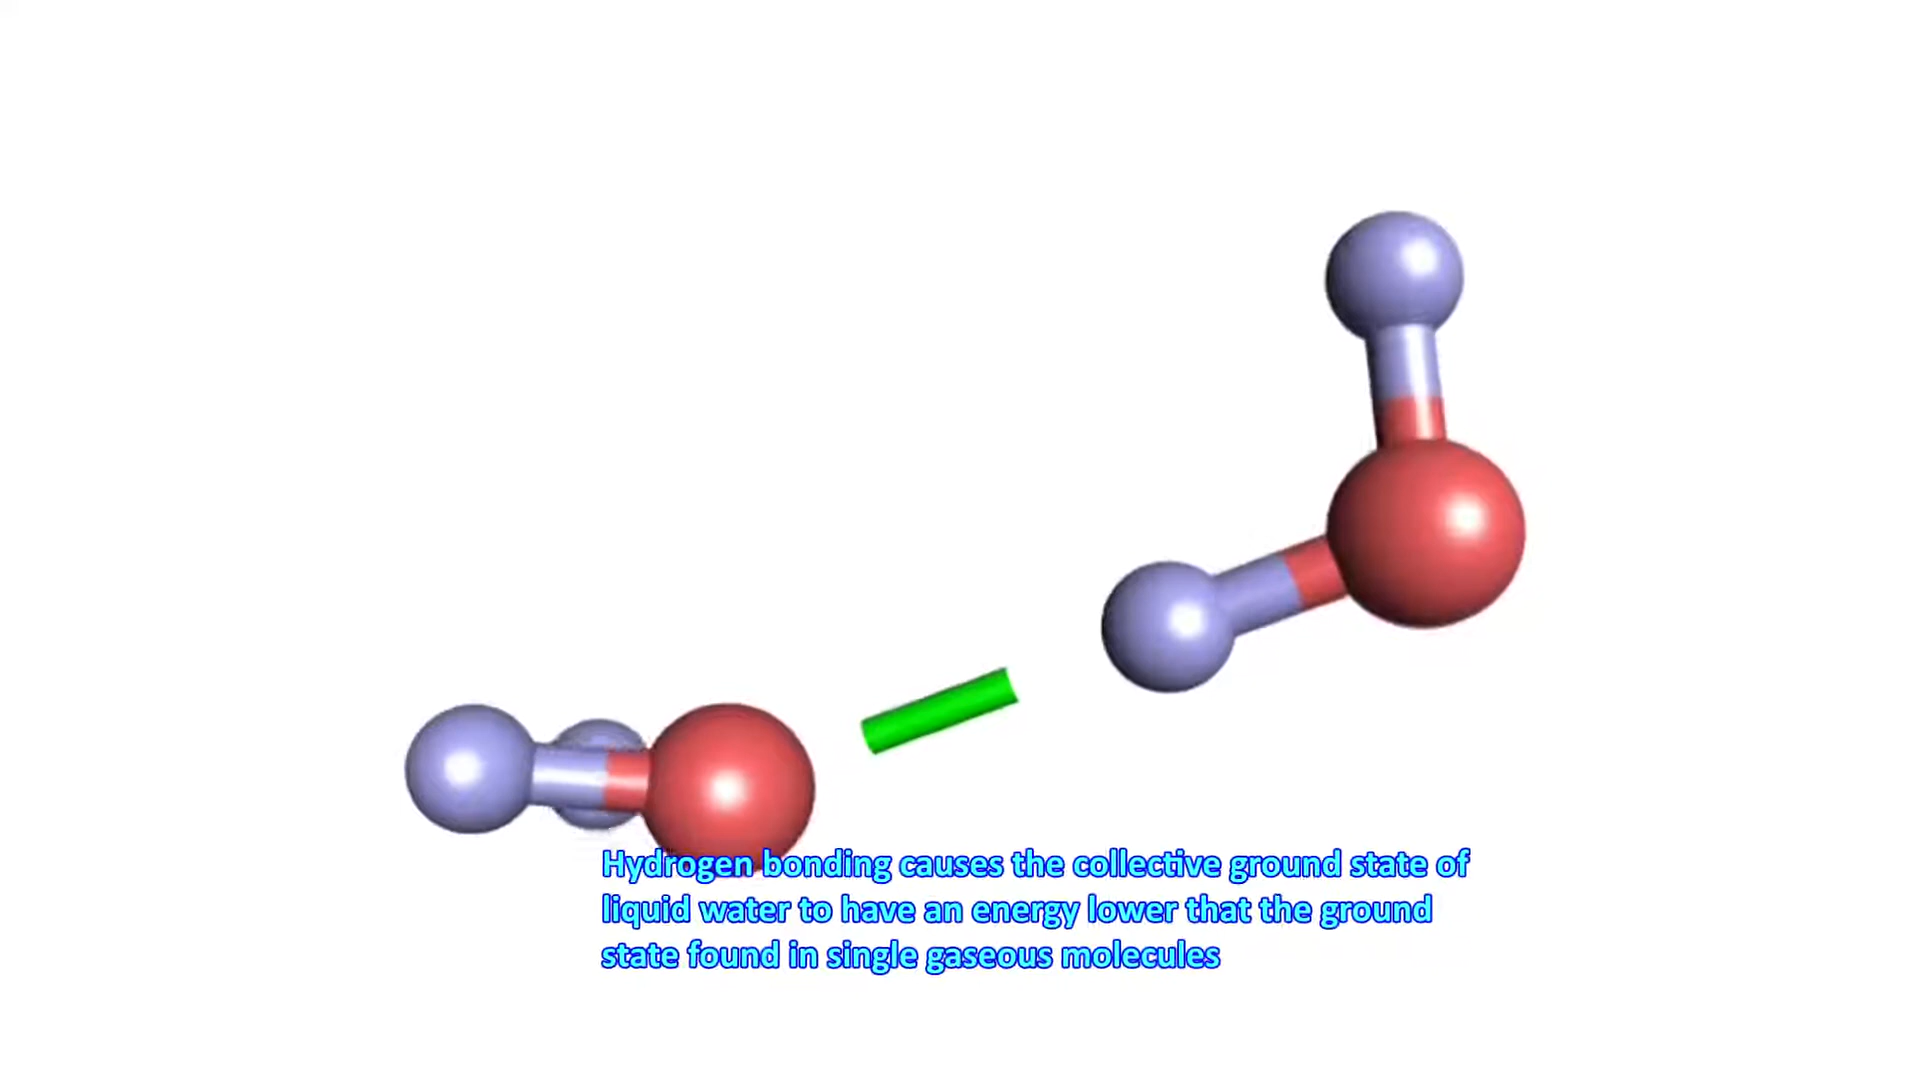 Hydrogen bonding causes the collective ground state of
liquid water to have an energy lower that the ground
state found in single gaseous molecules